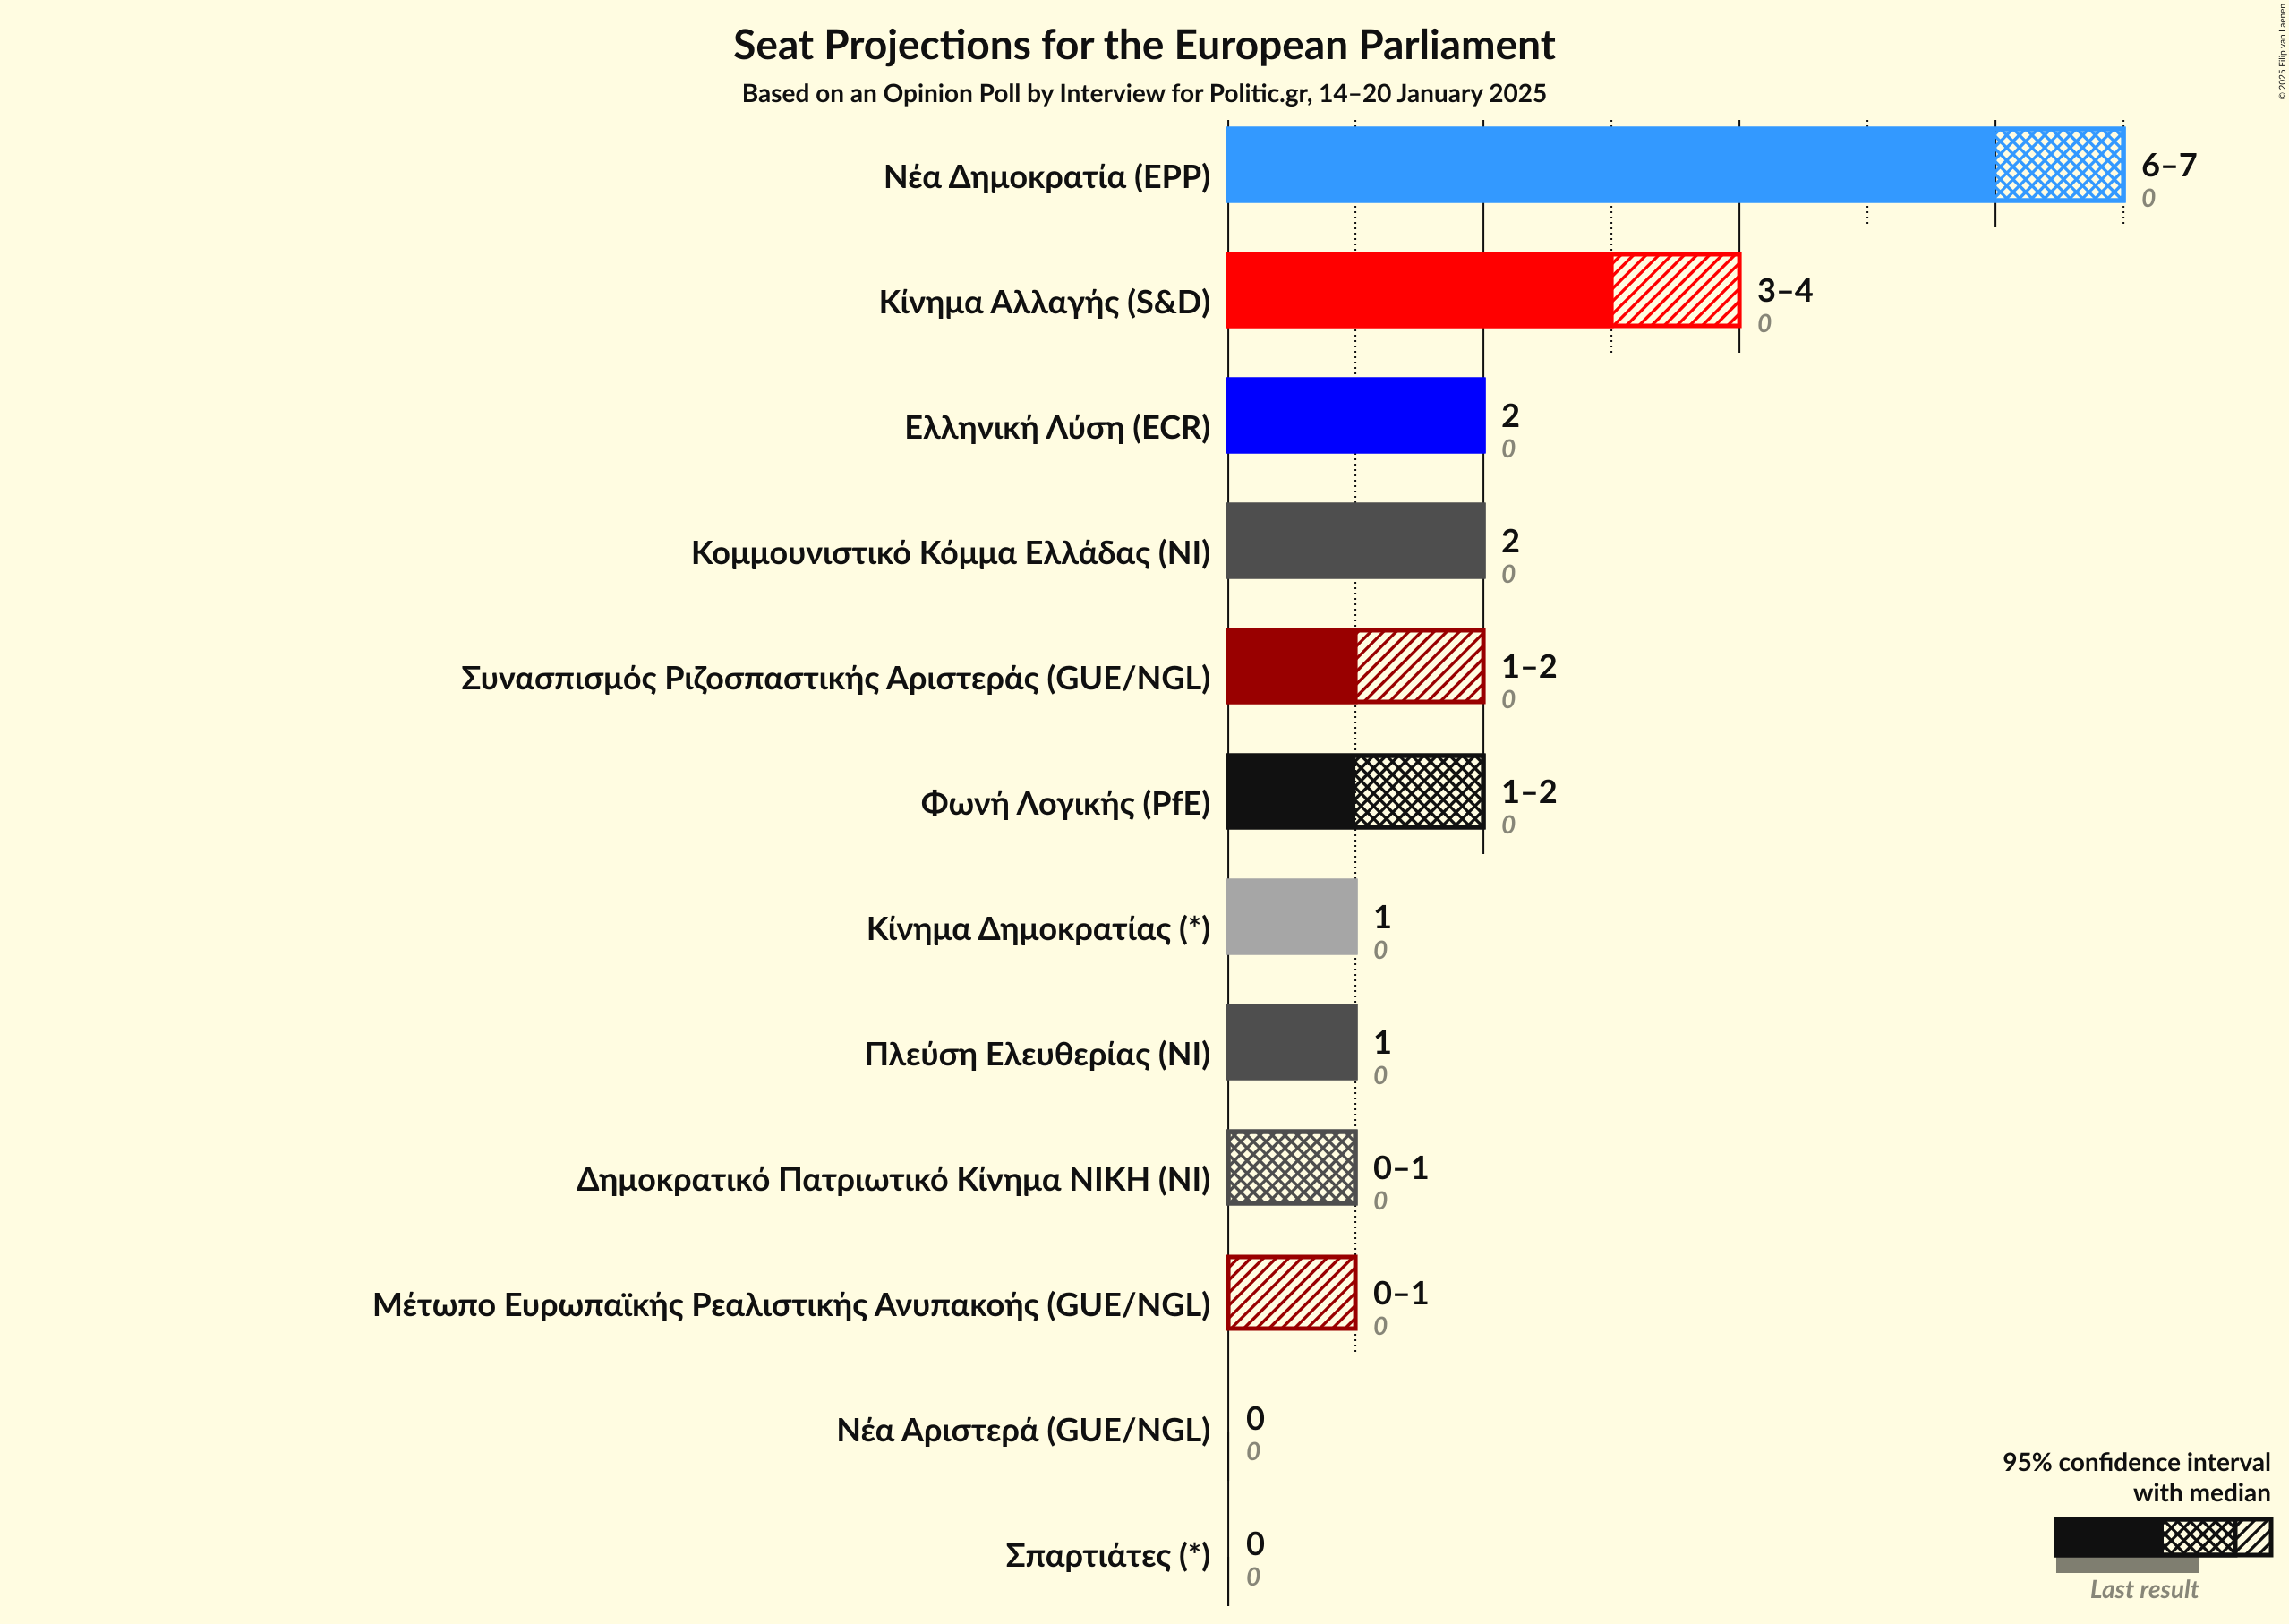 Seat Projections for the European Parliament
Based on an Opinion Poll by Interview for Politic.gr, 14–20 January 2025
© 2025 Filip van Laenen
Νέα Δημοκρατία (EPP)
6–7
0
Κίνημα Αλλαγής (S&D)
3–4
0
Ελληνική Λύση (ECR)
2
0
Κομμουνιστικό Κόμμα Ελλάδας (NI)
2
0
Συνασπισμός Ριζοσπαστικής Αριστεράς (GUE/NGL)
1–2
0
Φωνή Λογικής (PfE)
1–2
0
Κίνημα Δημοκρατίας (*)
1
0
Πλεύση Ελευθερίας (NI)
1
0
Δημοκρατικό Πατριωτικό Κίνημα ΝΙΚΗ (NI)
0–1
0
Μέτωπο Ευρωπαϊκής Ρεαλιστικής Ανυπακοής (GUE/NGL)
0–1
0
Νέα Αριστερά (GUE/NGL)
0
0
Σπαρτιάτες (*)
0
0
95% confidence interval
with median
Last result